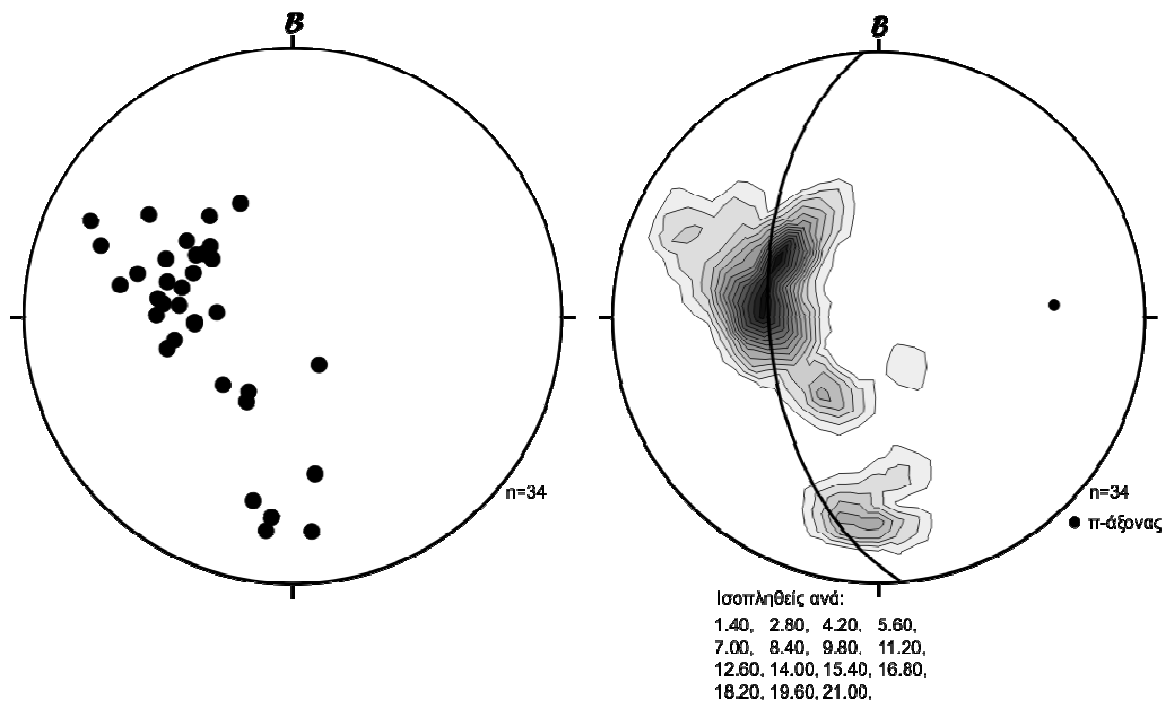 B
B
n=34
n=34
π-άξονας
Ισοπληθείς ανά:
1.40, 2.80, 4.20, 5.60,
7.00, 8.40, 9.80, 11.20,
12.60, 14.00, 15.40, 16.80,
18.20, 19.60, 21.00,